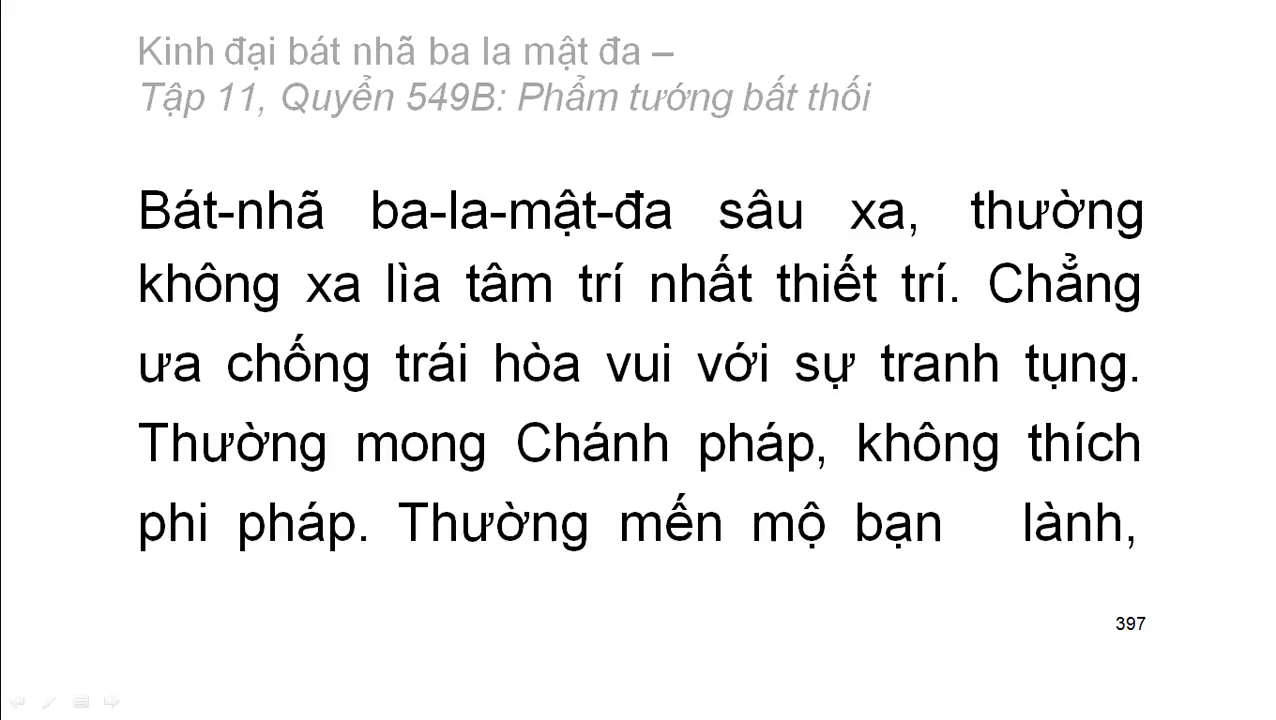 Kinh đại bát nhã ba la mật đa –
Tập 11, Quyển 549B: Phẩm tướng bất thối
Bát-nhã ba-la-mật-đa sâu xa, thường
không xa lìa tâm trí nhất thiết trí. Chẳng
ưa chống trái hòa vui với sự tranh tụng.
Thường mong Chánh pháp, không thích
phi pháp. Thường mến mộ bạn lành,
397